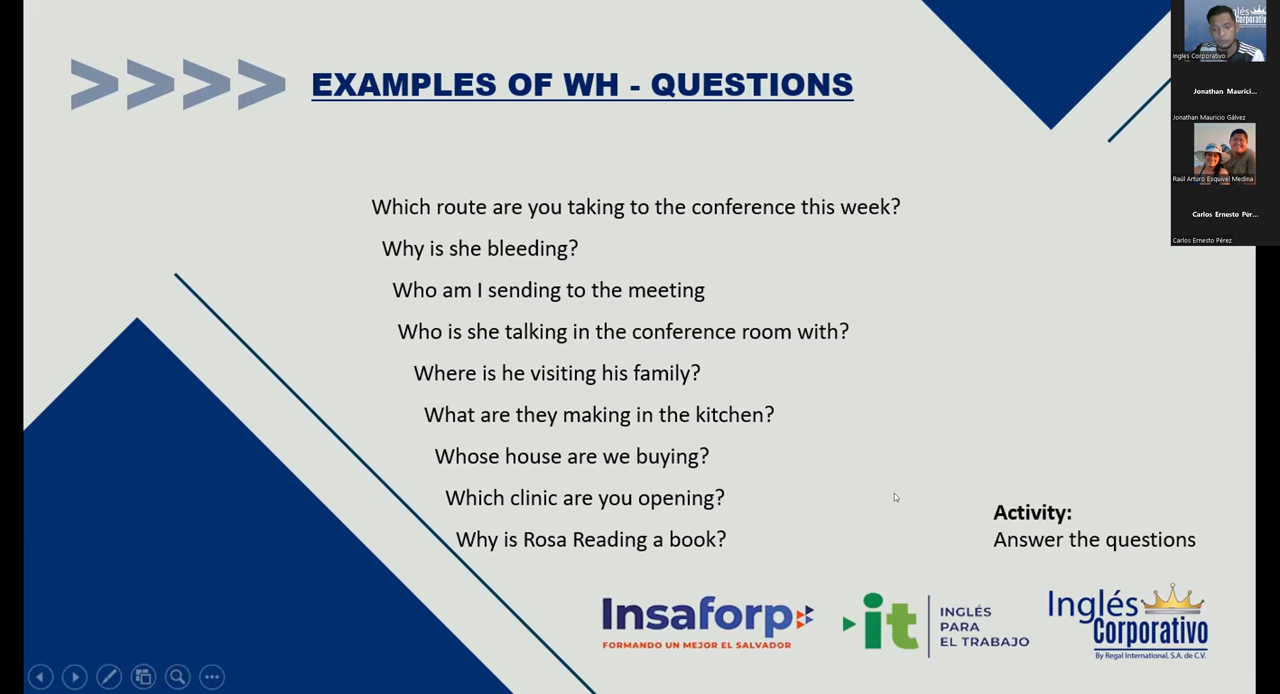 >>>> EXAMPLES OF WH - QUESTIONS
Which route are you taking to the conference this week?
Why is she bleeding?
Who am I sending to the meeting
Who is she talking in the conference room with?
Where is he visiting his family?
What are they making in the kitchen?
Whose house are we buying?
Which clinic are you opening?
Why is Rosa Reading a book?
Activity:
Answer the questions
Insaforp
FORMANDO UN MEJOR EL SALVADOR
it
INGLÉS
PARA
EL TRABAJO
Inglés
Corporativo
By Regal International, S.A. de C.V.
glés
Corporativo
Ingles Corporativo
Jonathan Maurici...
Jonathan Mauricio Gálvez
Raúl Arturo Esquivel Medina
Carlos Ernesto Pér...
Carlos Ernesto Pérez